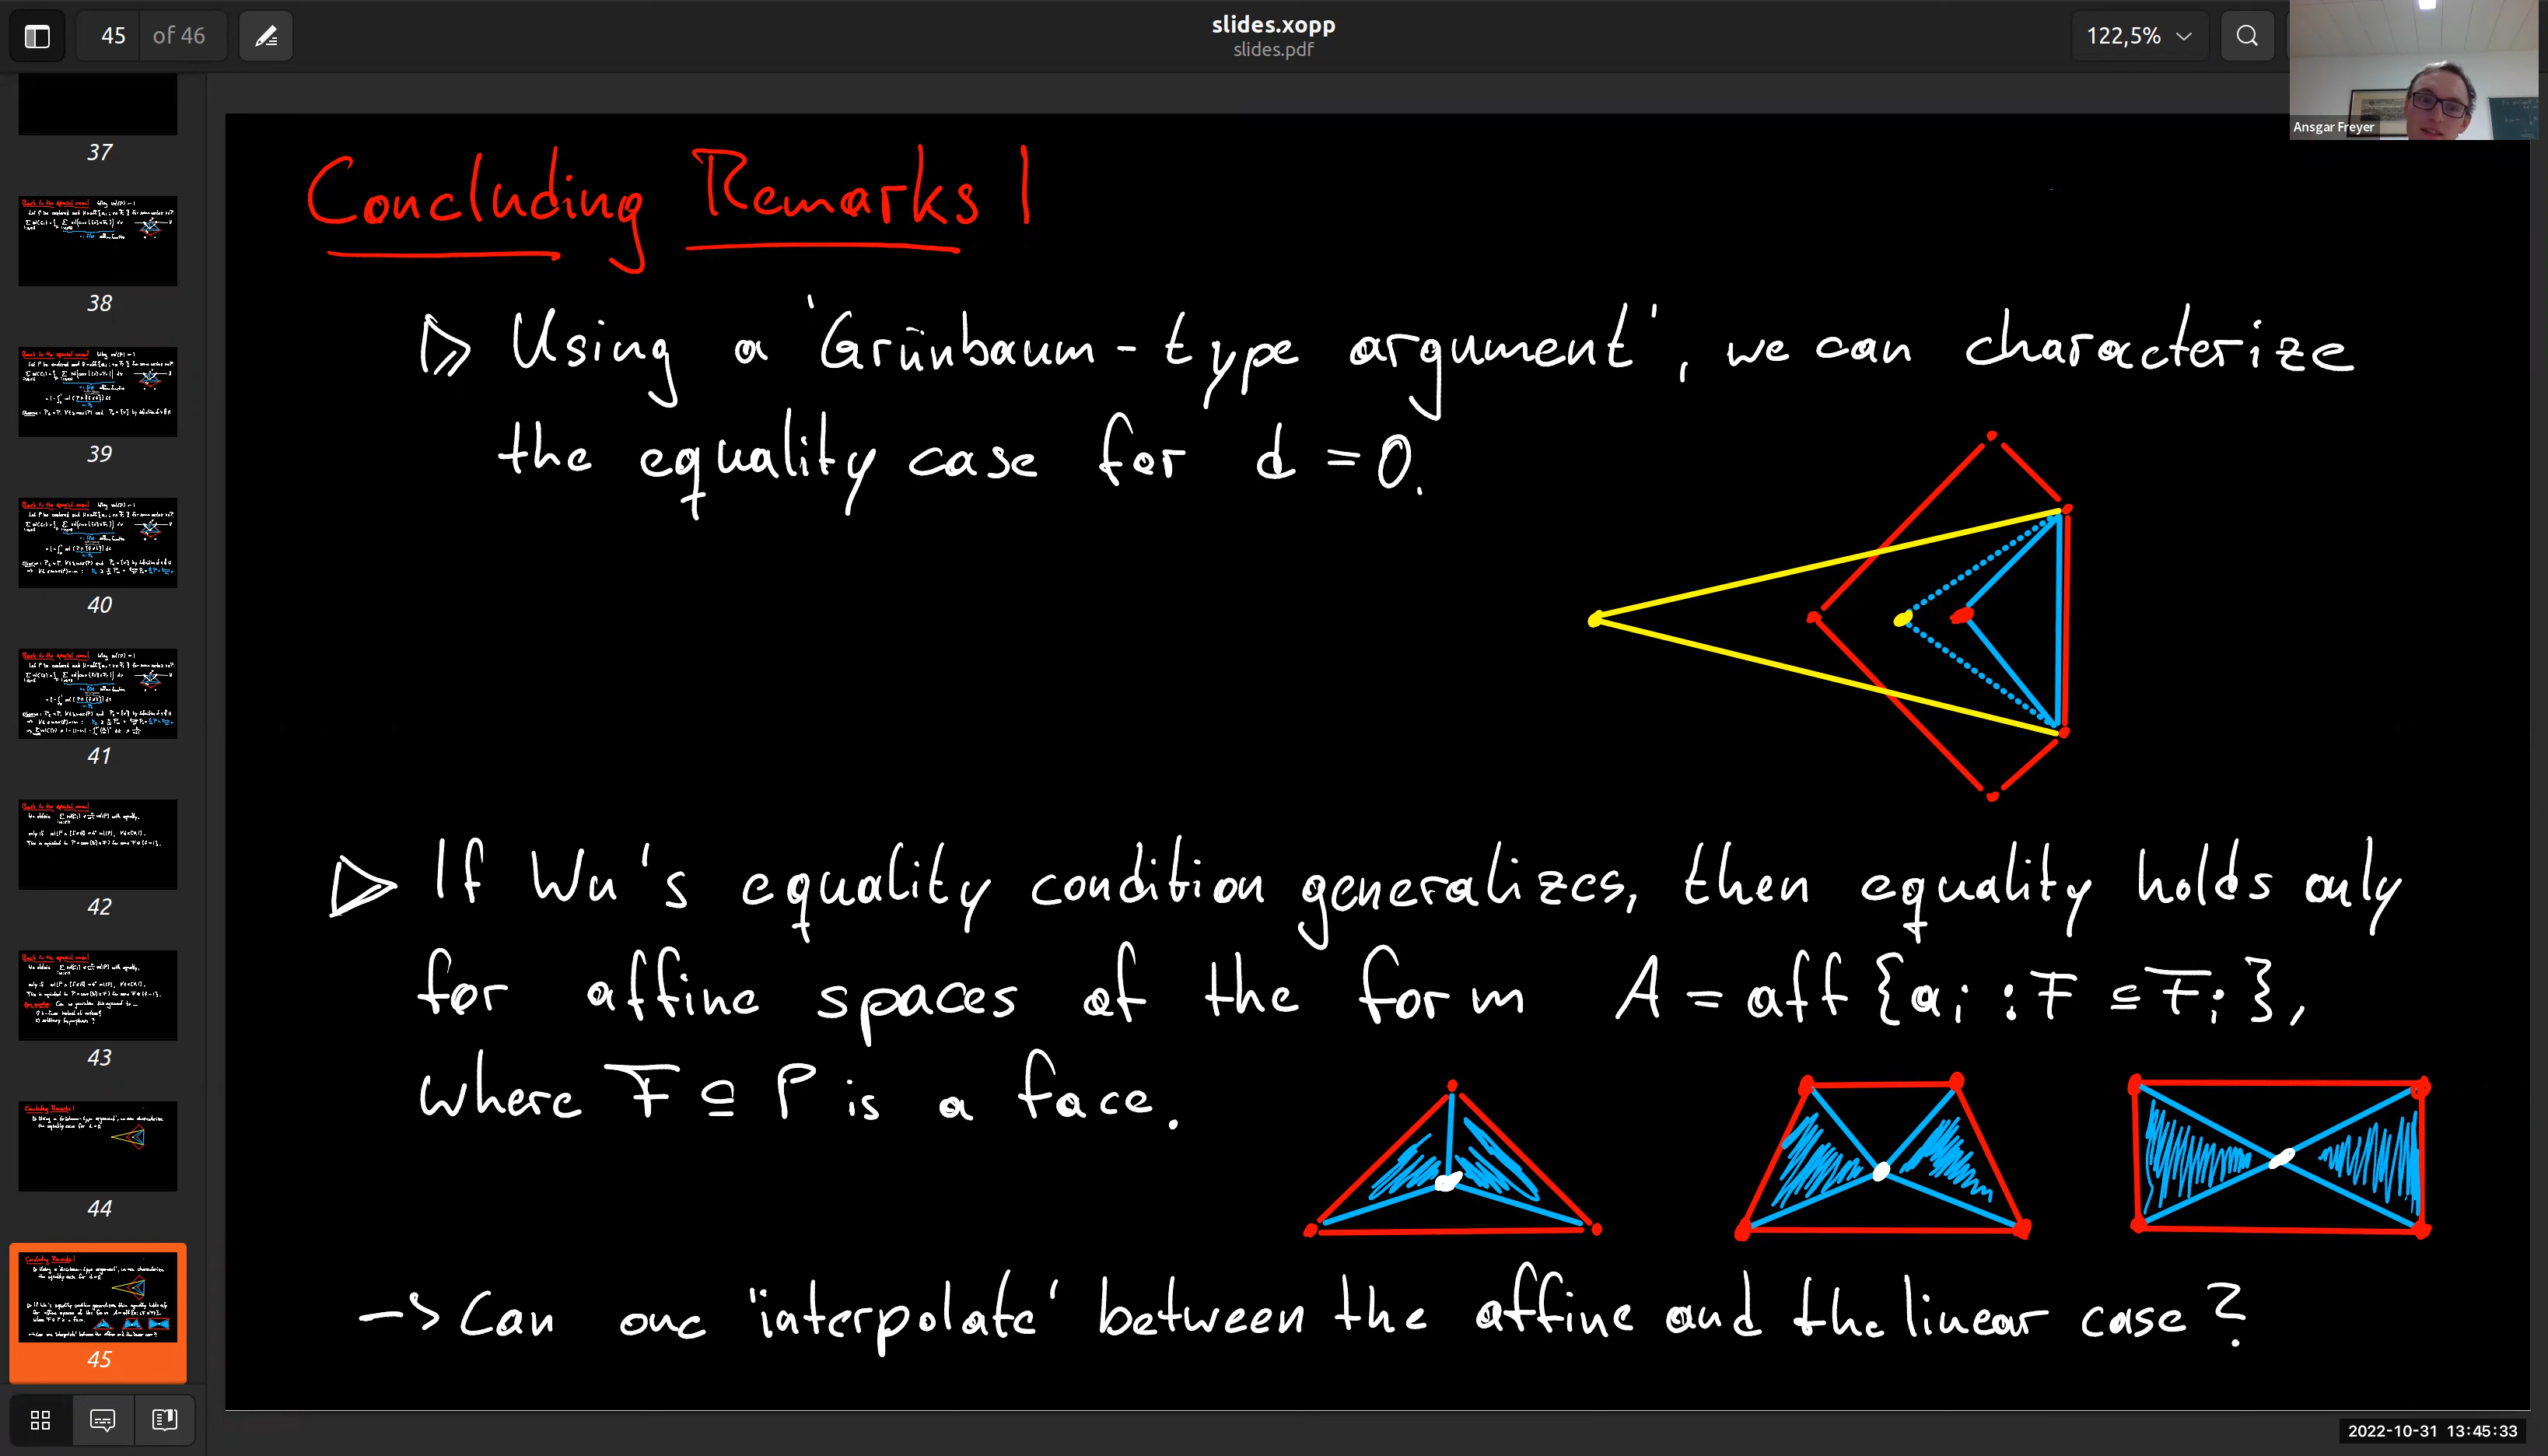 45 of 46
slides.xopp
slides.pdf
122,5%
Ansgar Freyer
37
38
39
40
41
42
43
44
45
Concluding Remarks I
▷ Using a 'Grünbaum-type argument', we can characterize
the equality case for d = 0.
▷ If Wu's equality condition generalizes, then equality holds only
for affine spaces of the form A = aff {aᵢ : F ⊆ Fᵢ},
where F ⊆ P is a face.
→ Can one 'interpolate' between the affine and the linear case?
2022-10-31 13:45:33